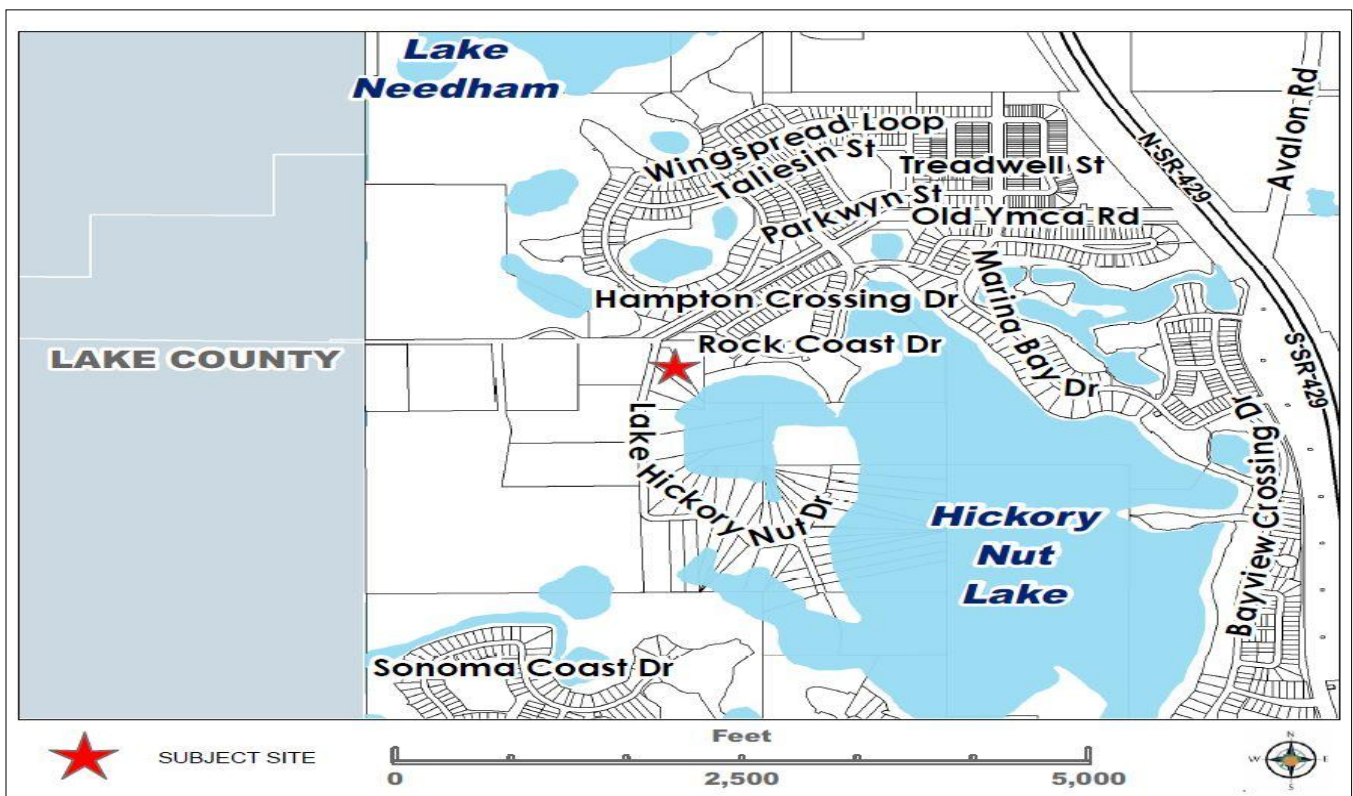 Lake
Needham
Wingspread Loop
Taliesin St
Treadwell St
Parkwyn St
Old Ymca Rd
N-SR-429
Avalon Rd
Hampton Crossing Dr
Marina Bay Dr
Rock Coast Dr
S-SR-429
LAKE COUNTY
Lake Hickory Nut Dr
Hickory
Nut
Lake
Bayview Crossing Dr
Sonoma Coast Dr
SUBJECT SITE
Feet
0 2,500 5,000
N
W E
S